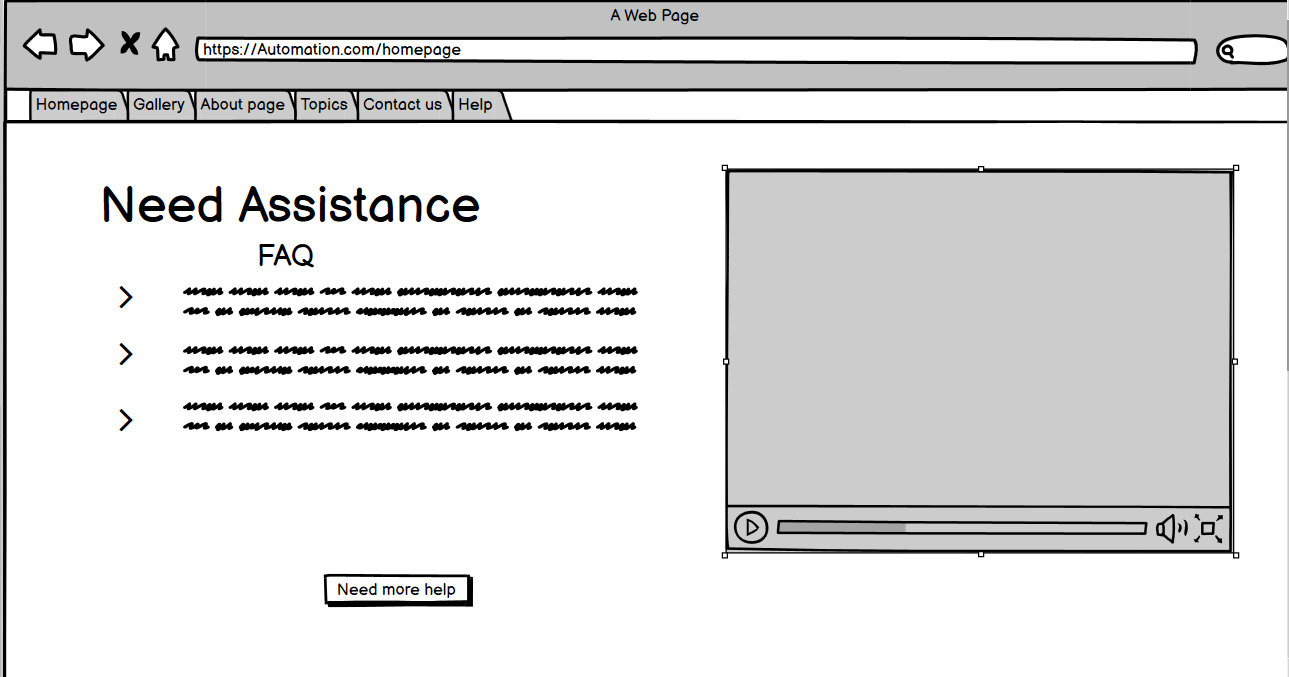 A Web Page
https://Automation.com/homepage
Homepage Gallery About page Topics Contact us Help
Need Assistance
FAQ
Need more help